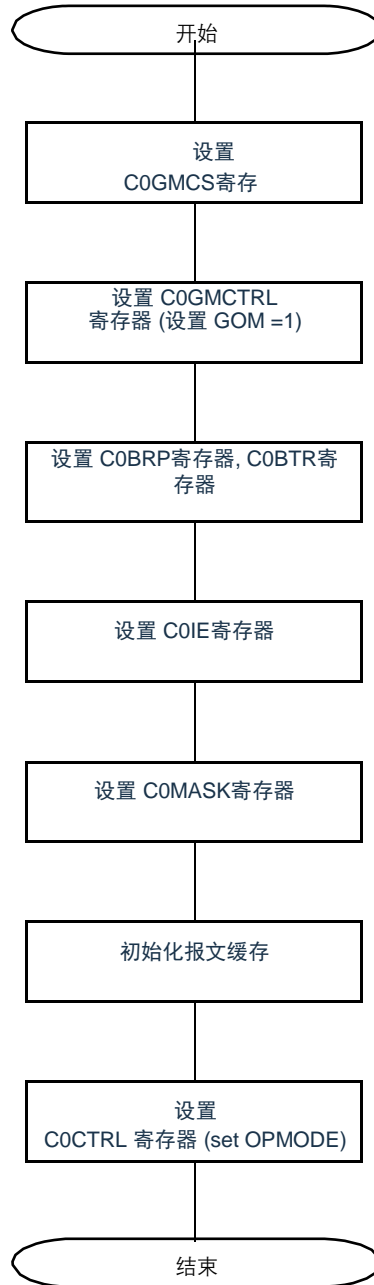 开始
设置
C0GMCS寄存
设置 C0GMCTRL
寄存器 (设置 GOM =1)
设置 C0BRP寄存器, C0BTR寄
存器
设置 C0IE寄存器
设置 C0MASK寄存器
初始化报文缓存
设置
C0CTRL 寄存器 (set OPMODE)
结束